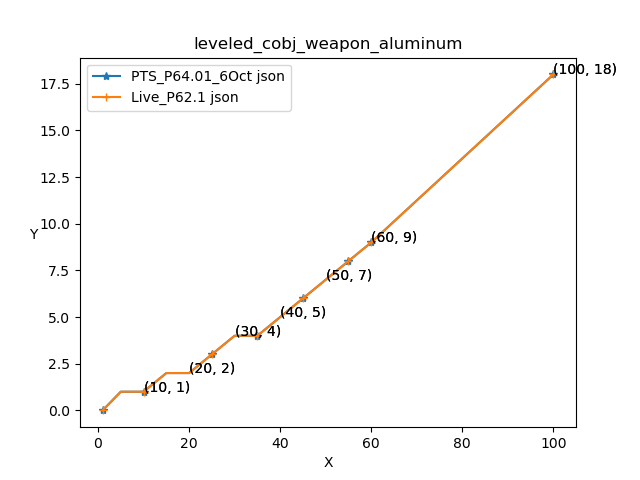 leveled_cobj_weapon_aluminum
PTS_P64.01_6Oct json
Live_P62.1 json
(100, 18)
17.5
15.0
12.5
10.0
7.5
5.0
2.5
0.0
Y
(60, 9)
(50, 7)
(40, 5)
(30, 4)
(20, 2)
(10, 1)
0 20 40 60 80 100
X